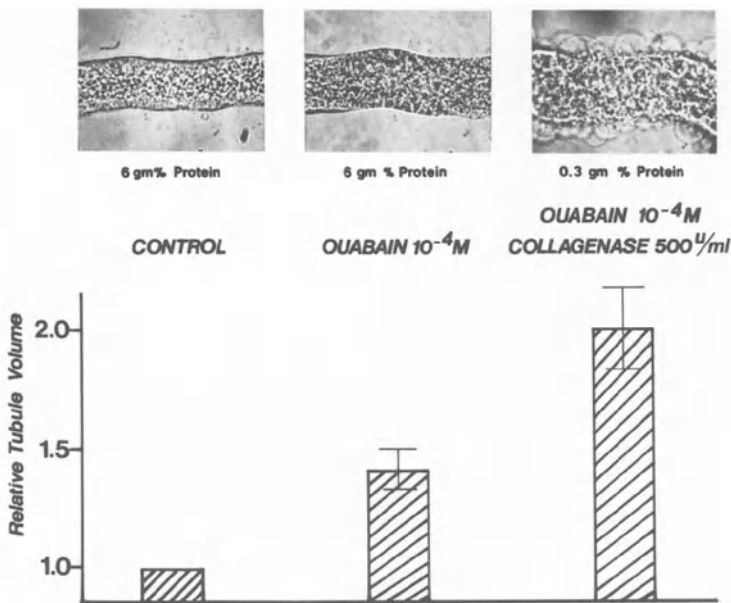 6 gm% Protein
6 gm % Protein
0.3 gm % Protein
CONTROL
OUABAIN 10⁻⁴M
OUABAIN 10⁻⁴M
COLLAGENASE 500 u/ml
Relative Tubule Volume
2.0
1.5
1.0